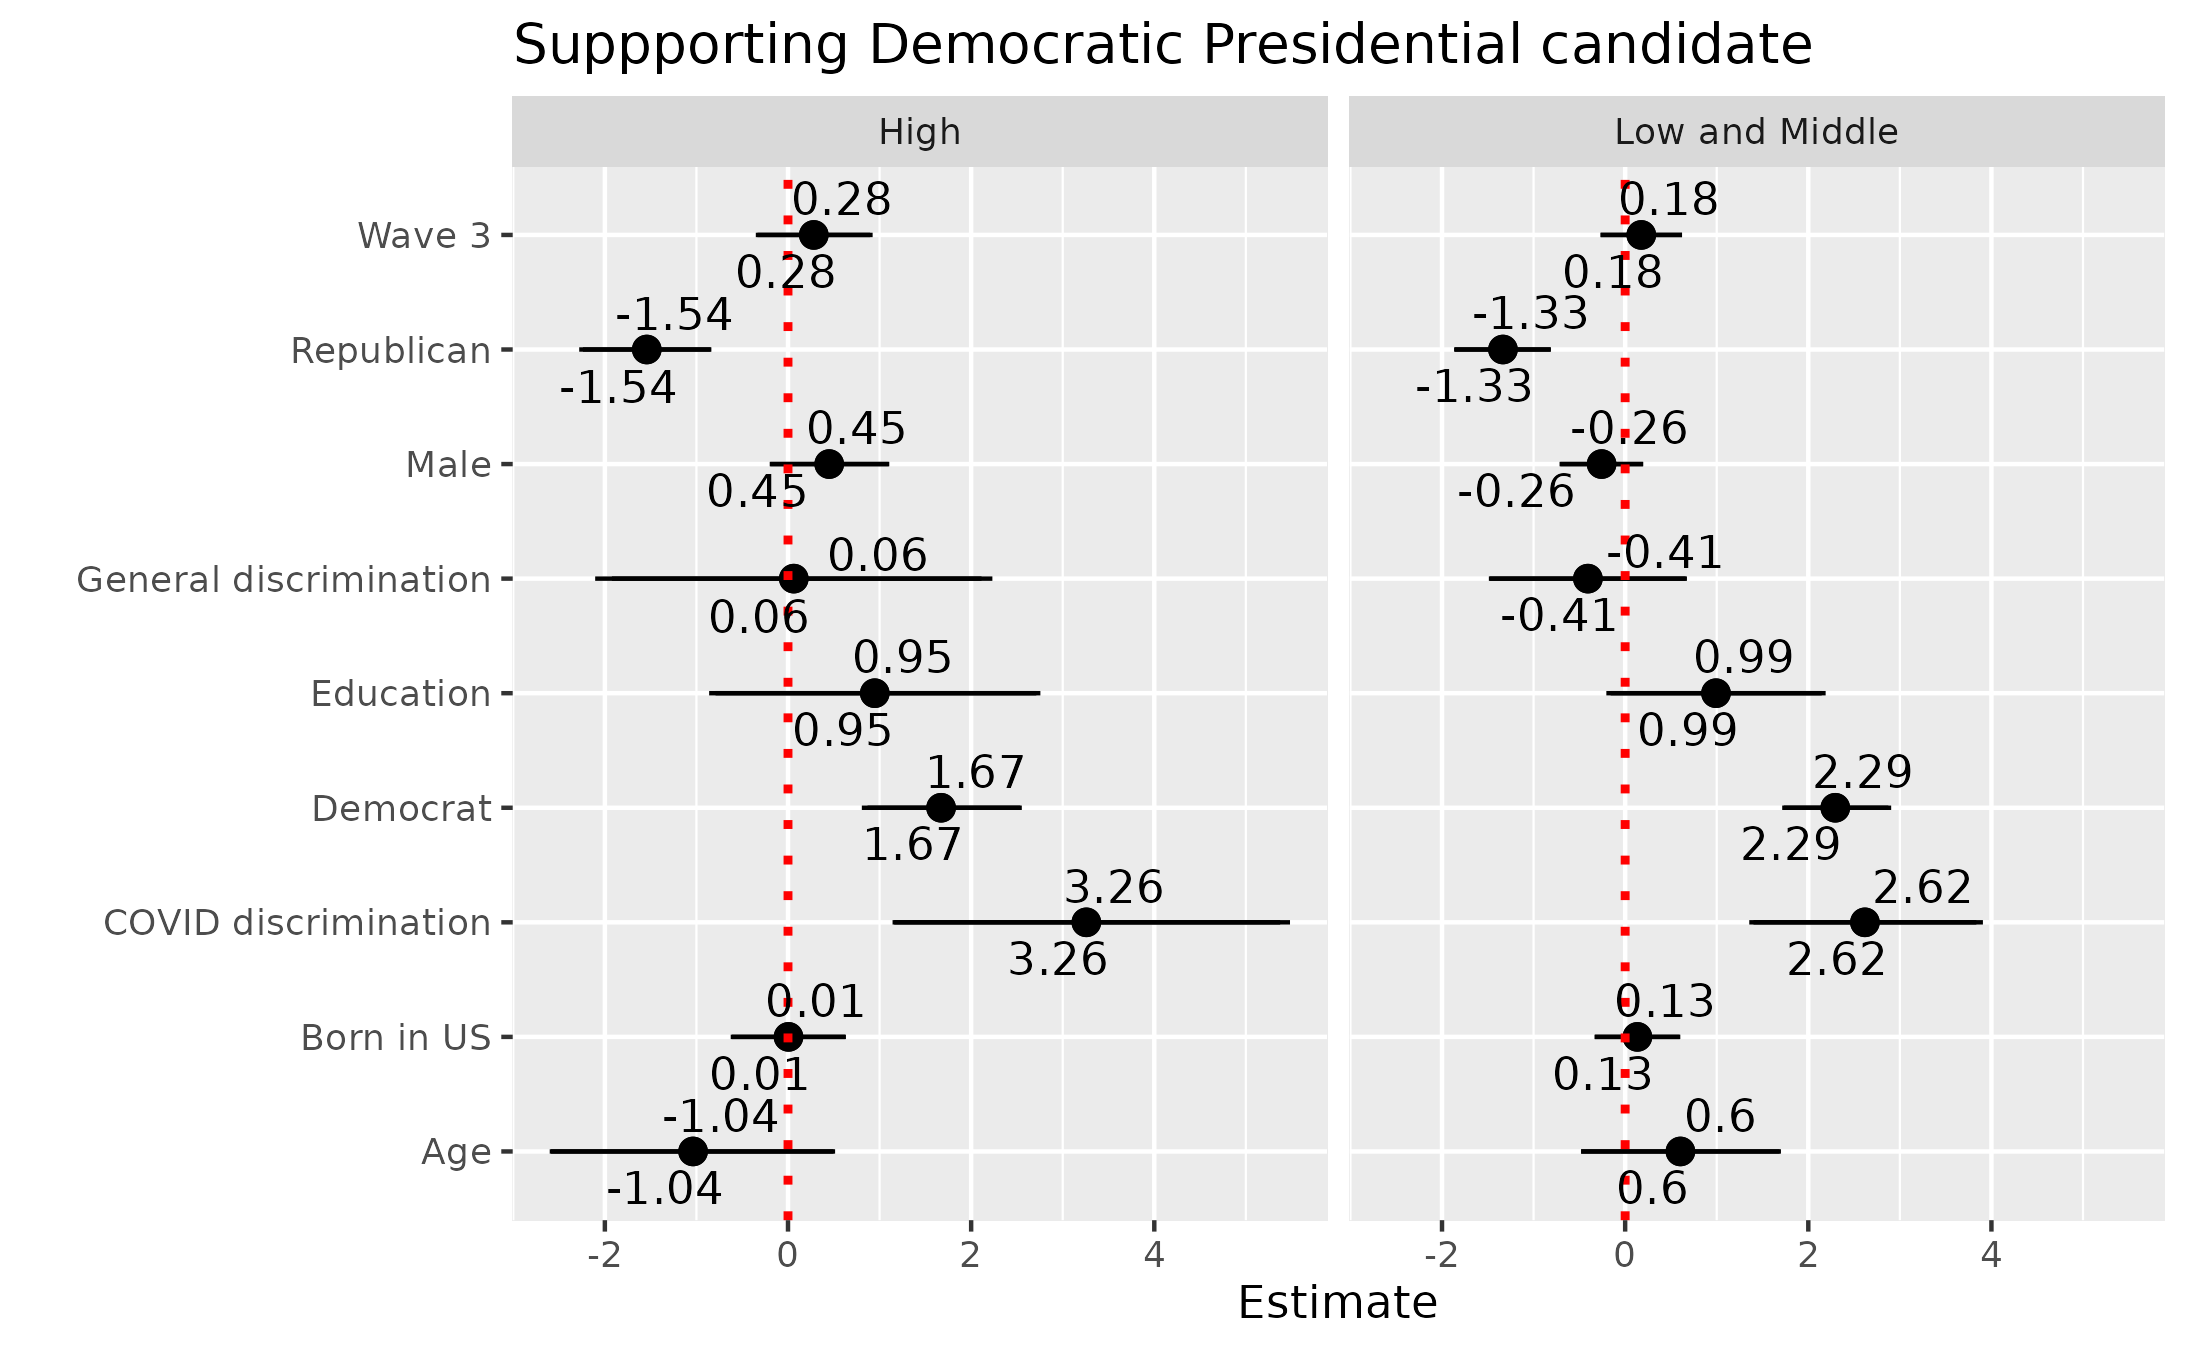 Suppporting Democratic Presidential candidate
High Low and Middle
0.28 0.18
Wave 3
0.28 0.18
-1.54 -1.33
Republican
-1.54 -1.33
0.45 -0.26
Male
0.45 -0.26
0.06 -0.41
General discrimination
0.06 -0.41
0.95 0.99
Education
0.95 0.99
1.67 2.29
Democrat
1.67 2.29
3.26 2.62
COVID discrimination
3.26 2.62
0.01 0.13
Born in US
0.01 0.13
-1.04 0.6
Age
-1.04 0.6
-2 0 2 4 -2 0 2 4
Estimate